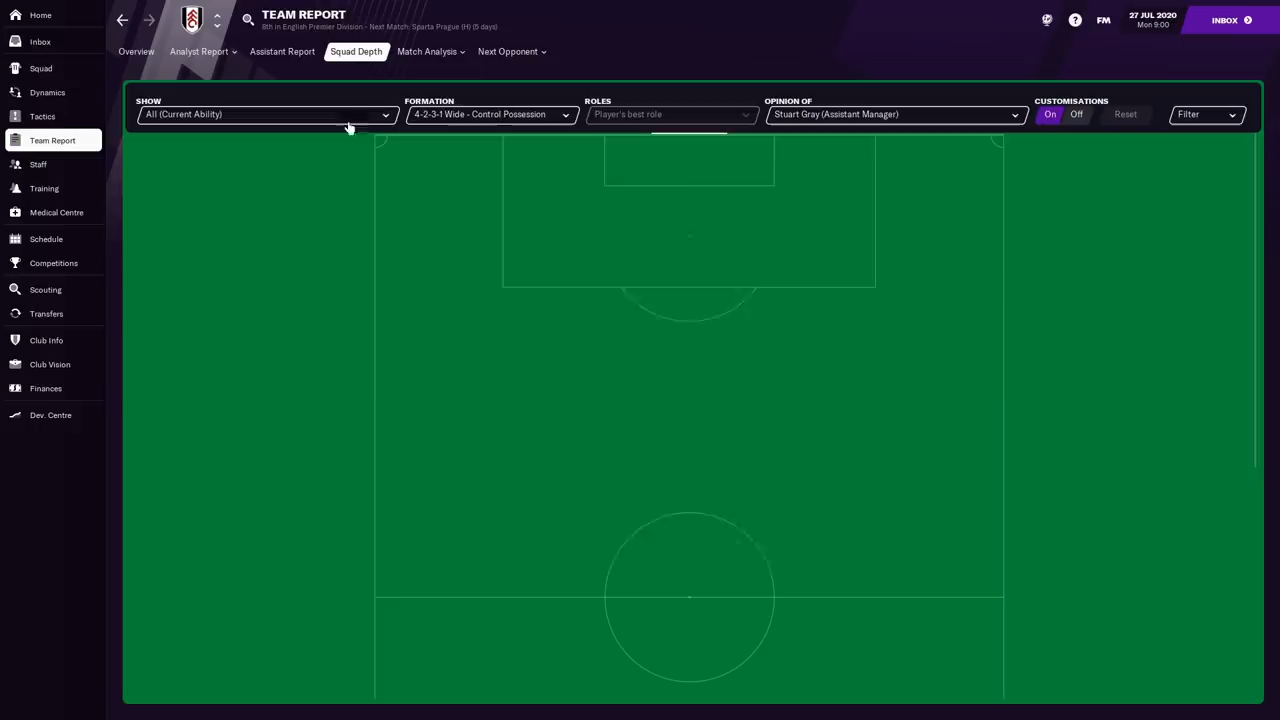 Home
Inbox
Squad
Dynamics
Tactics
Team Report
Staff
Training
Medical Centre
Schedule
Competitions
Scouting
Transfers
Club Info
Club Vision
Finances
Dev. Centre
TEAM REPORT
8th in English Premier Division - Next Match: Sparta Prague (H) (5 days)
FM
27 JUL 2020
Mon 9:00
INBOX
Overview
Analyst Report
Assistant Report
Squad Depth
Match Analysis
Next Opponent
SHOW
All (Current Ability)
FORMATION
4-2-3-1 Wide - Control Possession
ROLES
Player's best role
OPINION OF
Stuart Gray (Assistant Manager)
CUSTOMISATIONS
On Off Reset
Filter